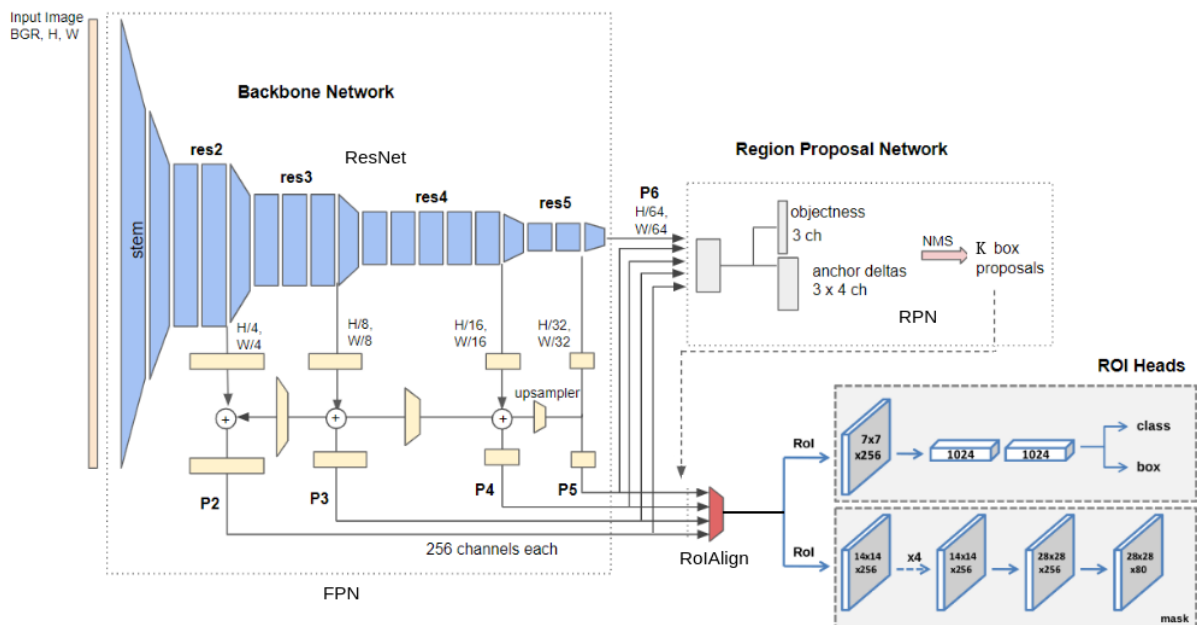 Input Image
BGR, H, W
Backbone Network
ResNet
res2
res3
res4
res5
stem
H/4,
W/4
H/8,
W/8
H/16,
W/16
H/32,
W/32
upsampler
+
+
+
P2
P3
P4
P5
256 channels each
FPN
Region Proposal Network
P6
H/64,
W/64
objectness
3 ch
anchor deltas
3 x 4 ch
NMS
K box
proposals
RPN
RoIAlign
ROI Heads
RoI
7x7
x256
1024
1024
class
box
RoI
14x14
x256
x4
14x14
x256
28x28
x256
28x28
x80
mask